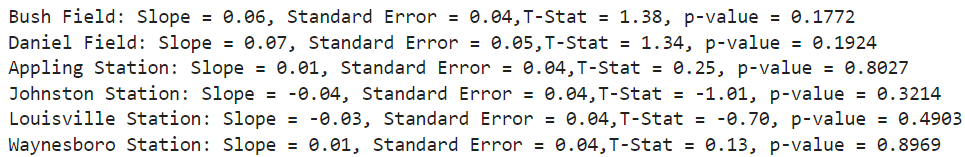 Bush Field: Slope = 0.06, Standard Error = 0.04,T-Stat = 1.38, p-value = 0.1772
Daniel Field: Slope = 0.07, Standard Error = 0.05,T-Stat = 1.34, p-value = 0.1924
Appling Station: Slope = 0.01, Standard Error = 0.04,T-Stat = 0.25, p-value = 0.8027
Johnston Station: Slope = -0.04, Standard Error = 0.04,T-Stat = -1.01, p-value = 0.3214
Louisville Station: Slope = -0.03, Standard Error = 0.04,T-Stat = -0.70, p-value = 0.4903
Waynesboro Station: Slope = 0.01, Standard Error = 0.04,T-Stat = 0.13, p-value = 0.8969